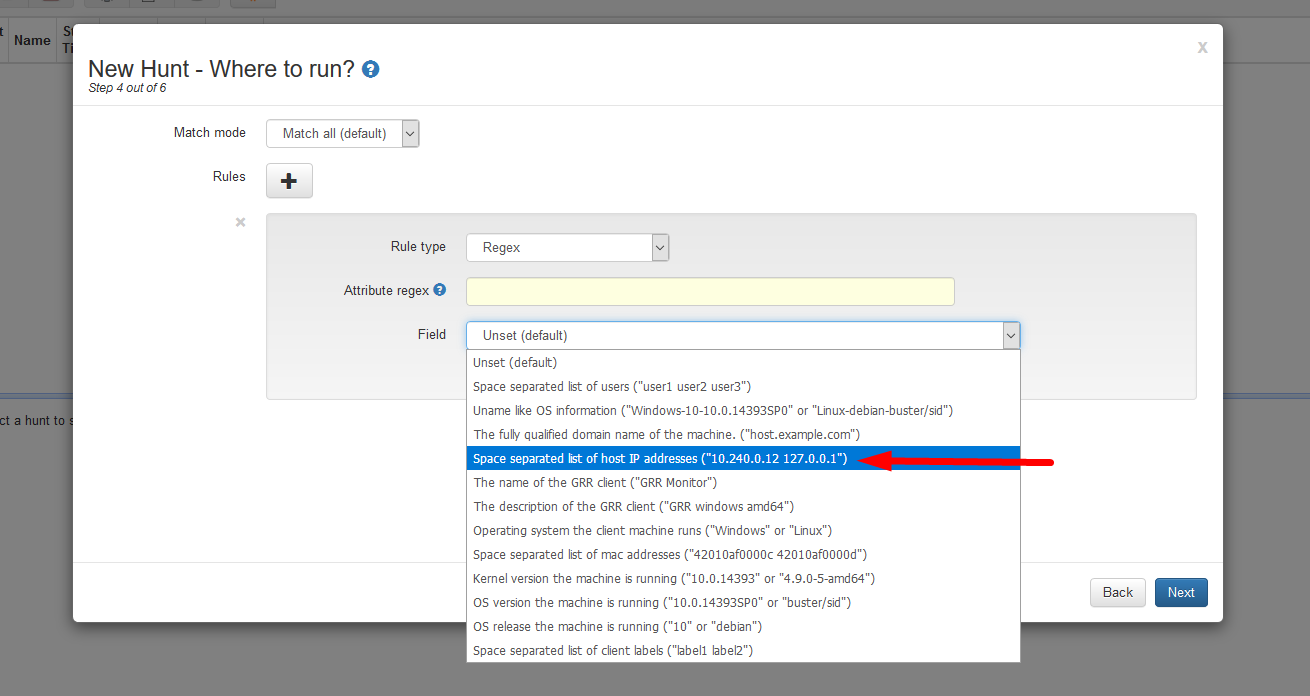 Name
New Hunt - Where to run?
Step 4 out of 6
x
Match mode
Match all (default)
Rules
Rule type
Regex
Attribute regex
Field
Unset (default)
Unset (default)
Space separated list of users ("user1 user2 user3")
Uname like OS information ("Windows-10-10.0.14393SP0" or "Linux-debian-buster/sid")
The fully qualified domain name of the machine. ("host.example.com")
Space separated list of host IP addresses ("10.240.0.12 127.0.0.1")
The name of the GRR client ("GRR Monitor")
The description of the GRR client ("GRR windows amd64")
Operating system the client machine runs ("Windows" or "Linux")
Space separated list of mac addresses ("42010af0000c 42010af0000d")
Kernel version the machine is running ("10.0.14393" or "4.9.0-5-amd64")
OS version the machine is running ("10.0.14393SP0" or "buster/sid")
OS release the machine is running ("10" or "debian")
Space separated list of client labels ("label1 label2")
Back
Next
ct a hunt to s